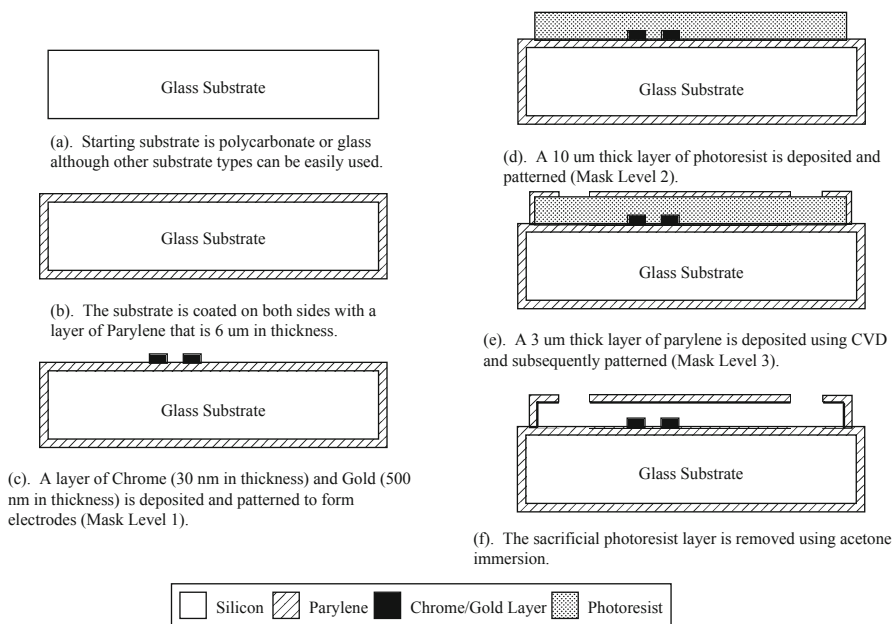 Glass Substrate
(a). Starting substrate is polycarbonate or glass
although other substrate types can be easily used.
Glass Substrate
(b). The substrate is coated on both sides with a
layer of Parylene that is 6 um in thickness.
Glass Substrate
(c). A layer of Chrome (30 nm in thickness) and Gold (500
nm in thickness) is deposited and patterned to form
electrodes (Mask Level 1).
Glass Substrate
(d). A 10 um thick layer of photoresist is deposited and
patterned (Mask Level 2).
Glass Substrate
(e). A 3 um thick layer of parylene is deposited using CVD
and subsequently patterned (Mask Level 3).
Glass Substrate
(f). The sacrificial photoresist layer is removed using acetone
immersion.
Silicon Parylene Chrome/Gold Layer Photoresist